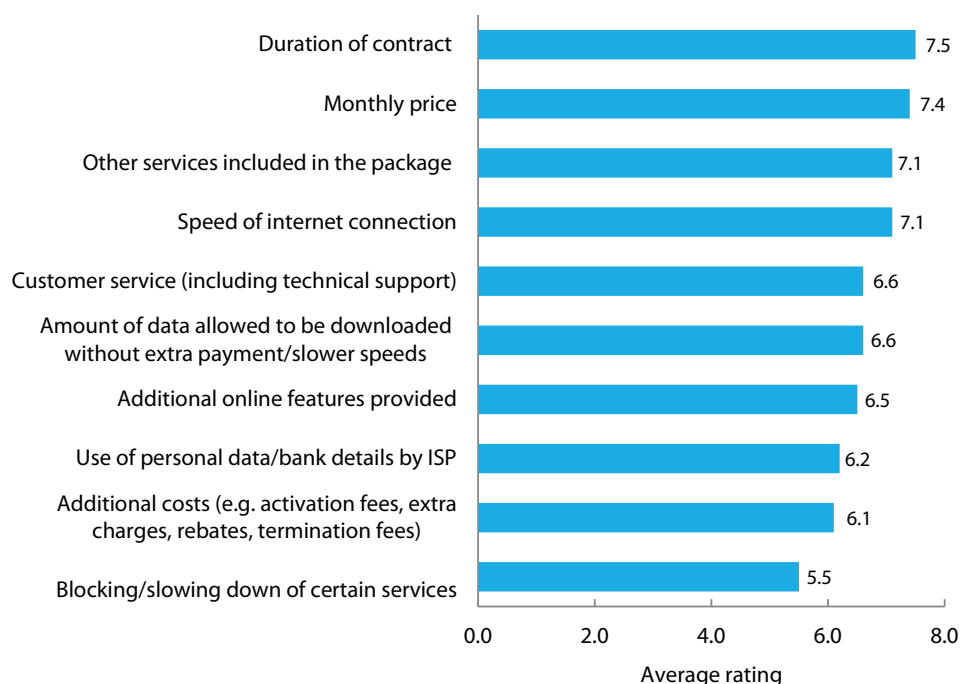 Duration of contract
7.5
Monthly price
7.4
Other services included in the package
7.1
Speed of internet connection
7.1
Customer service (including technical support)
6.6
Amount of data allowed to be downloaded
without extra payment/slower speeds
6.6
Additional online features provided
6.5
Use of personal data/bank details by ISP
6.2
Additional costs (e.g. activation fees, extra
charges, rebates, termination fees)
6.1
Blocking/slowing down of certain services
5.5
0.0 2.0 4.0 6.0 8.0
Average rating